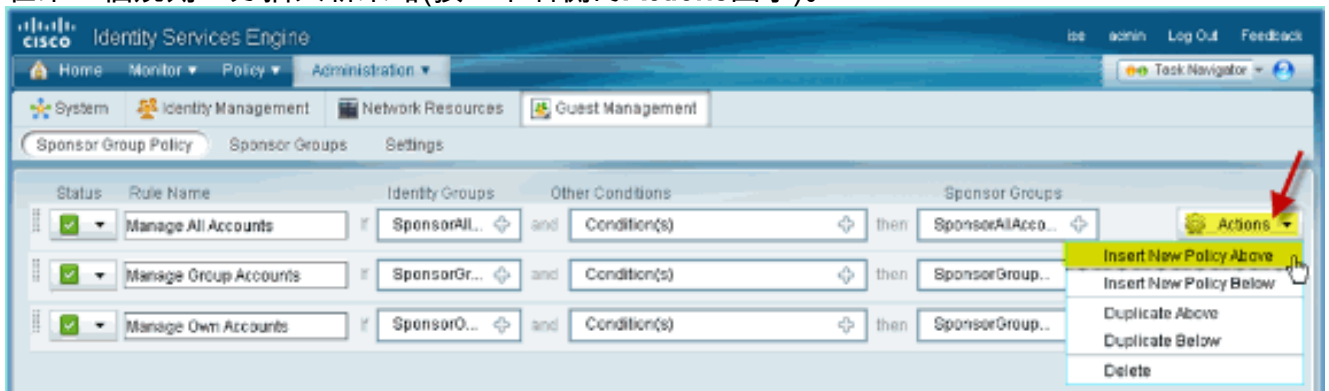 cisco Identity Services Engine
ise admin Log Out Feedback
Home Monitor Policy Administration
Task Navigator
System Identity Management Network Resources Guest Management
Sponsor Group Policy Sponsor Groups Settings
Status Rule Name Identity Groups Other Conditions Sponsor Groups
Manage All Accounts If SponsorAll... and Condition(s) then SponsorAllAcco... Actions
Insert New Policy Above
Manage Group Accounts If SponsorGr... and Condition(s) then SponsorGroup...
Insert New Policy Below
Duplicate Above
Manage Own Accounts If SponsorO... and Condition(s) then SponsorGroup...
Duplicate Below
Delete